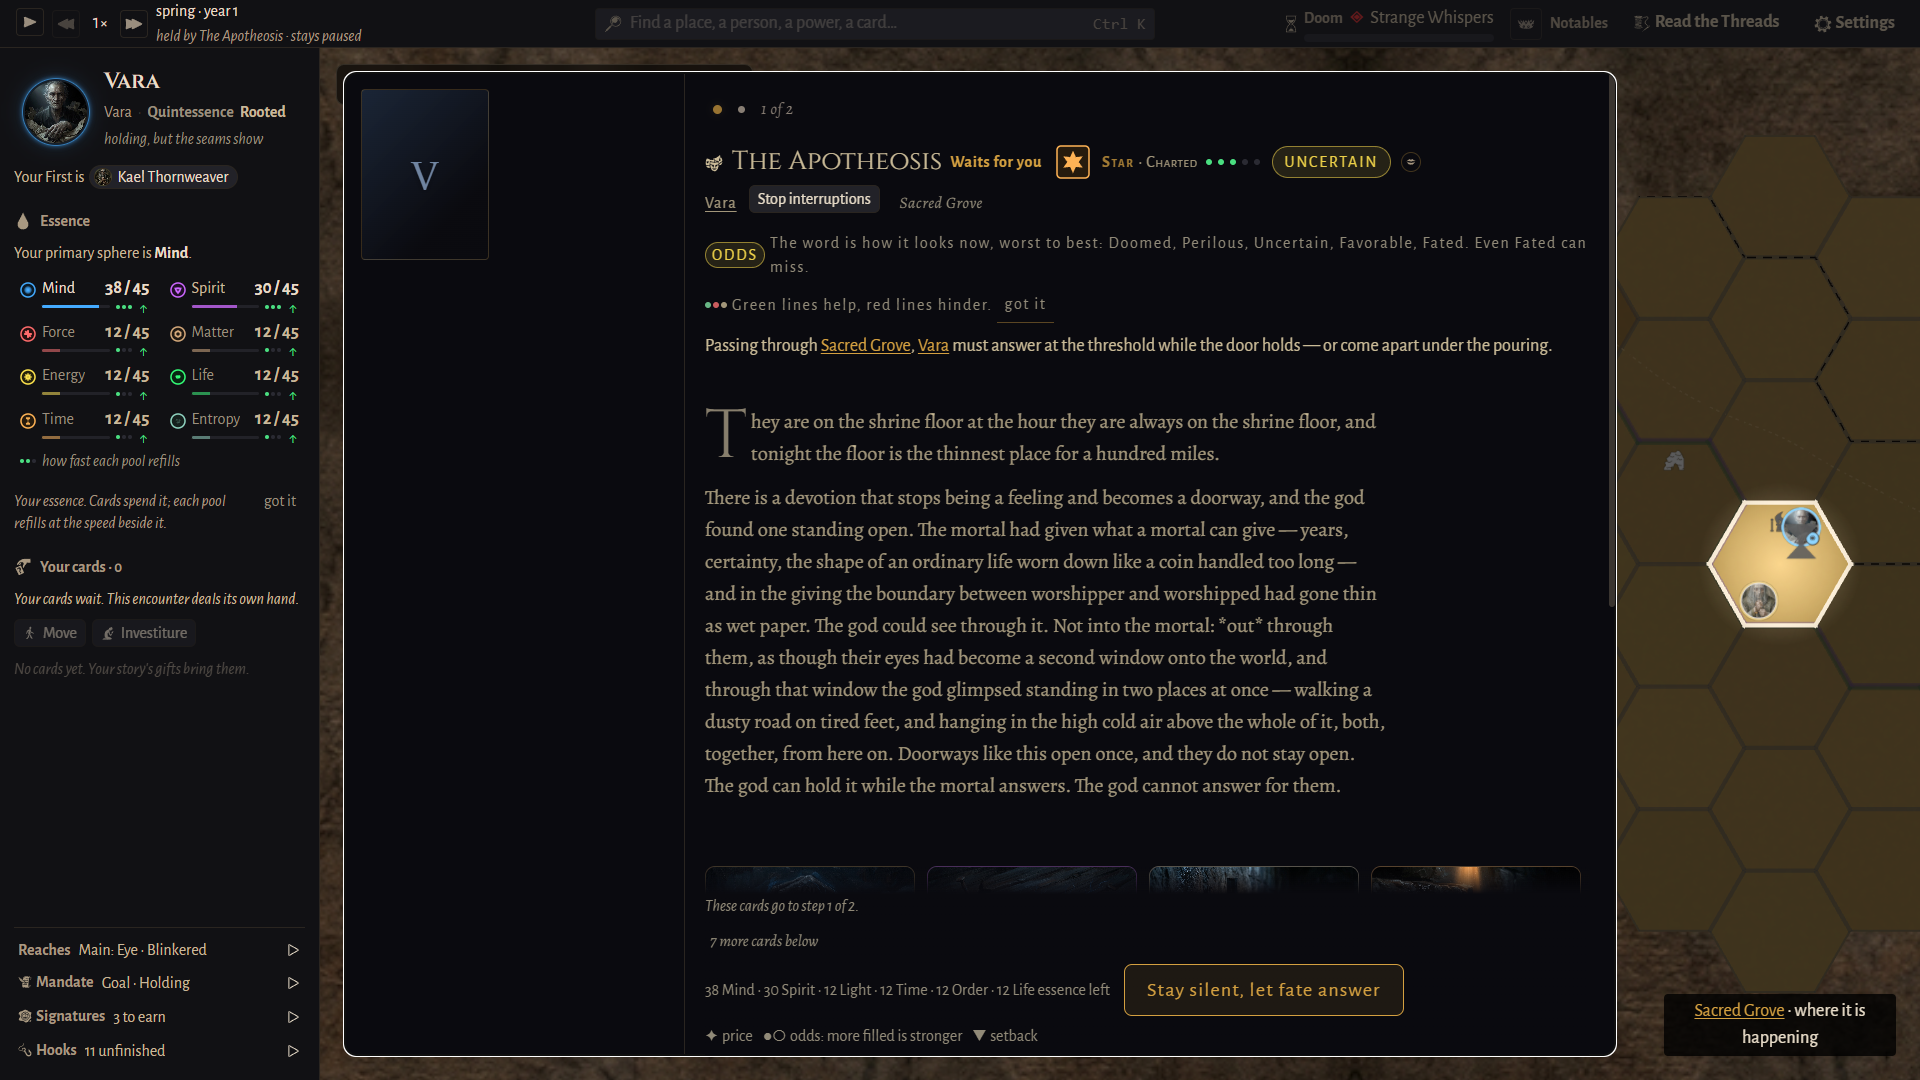 1×
spring · year 1
held by The Apotheosis · stays paused
Find a place, a person, a power, a card...
Ctrl K
Doom
Strange Whispers
Notables
Read the Threads
Settings
VARA
Vara · Quintessence Rooted
holding, but the seams show
Your First is Kael Thornweaver
Essence
Your primary sphere is Mind.
Mind 38/45
Spirit 30/45
Force 12/45
Matter 12/45
Energy 12/45
Life 12/45
Time 12/45
Entropy 12/45
how fast each pool refills
Your essence. Cards spend it; each pool refills at the speed beside it.
got it
Your cards · 0
Your cards wait. This encounter deals its own hand.
Move
Investiture
No cards yet. Your story's gifts bring them.
Reaches Main: Eye · Blinkered
Mandate Goal · Holding
Signatures 3 to earn
Hooks 11 unfinished
V
1 of 2
THE APOTHEOSIS Waits for you
STAR · CHARTED
UNCERTAIN
Vara
Stop interruptions
Sacred Grove
ODDS
The word is how it looks now, worst to best: Doomed, Perilous, Uncertain, Favorable, Fated. Even Fated can
miss.
Green lines help, red lines hinder. got it
Passing through Sacred Grove, Vara must answer at the threshold while the door holds — or come apart under the pouring.
They are on the shrine floor at the hour they are always on the shrine floor, and
tonight the floor is the thinnest place for a hundred miles.
There is a devotion that stops being a feeling and becomes a doorway, and the god
found one standing open. The mortal had given what a mortal can give — years,
certainty, the shape of an ordinary life worn down like a coin handled too long —
and in the giving the boundary between worshipper and worshipped had gone thin
as wet paper. The god could see through it. Not into the mortal: *out* through
them, as though their eyes had become a second window onto the world, and
through that window the god glimpsed standing in two places at once — walking a
dusty road on tired feet, and hanging in the high cold air above the whole of it, both,
together, from here on. Doorways like this open once, and they do not stay open.
The god can hold it while the mortal answers. The god cannot answer for them.
These cards go to step 1 of 2.
7 more cards below
38 Mind · 30 Spirit · 12 Light · 12 Time · 12 Order · 12 Life essence left
Stay silent, let fate answer
price
odds: more filled is stronger
setback
Sacred Grove · where it is
happening